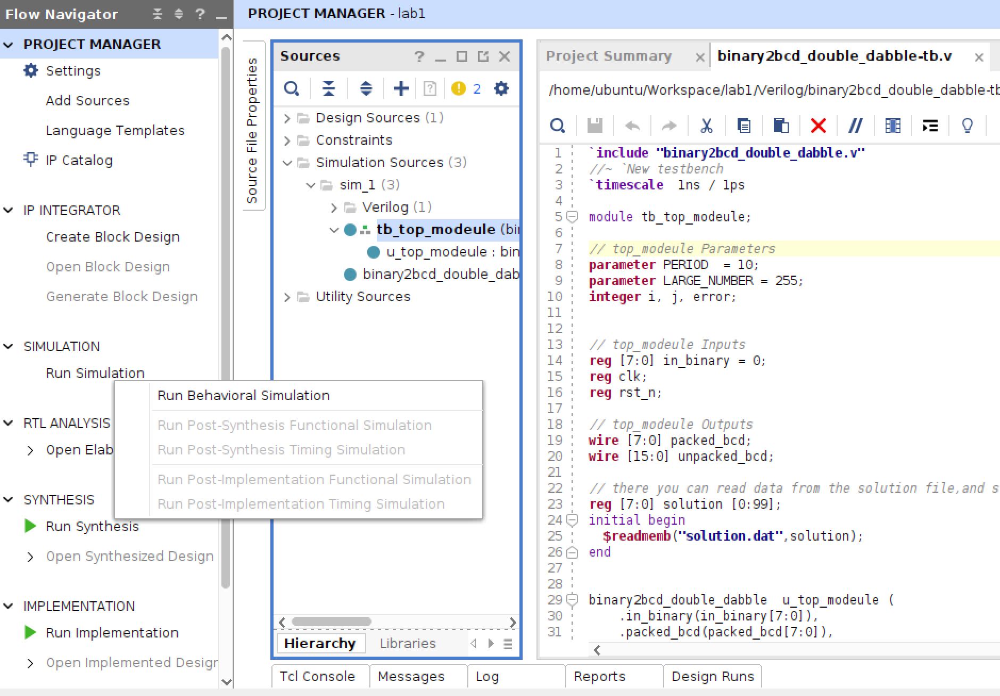 Flow Navigator
PROJECT MANAGER
Settings
Add Sources
Language Templates
IP Catalog
IP INTEGRATOR
Create Block Design
Open Block Design
Generate Block Design
SIMULATION
Run Simulation
RTL ANALYSIS
Open Elab
SYNTHESIS
Run Synthesis
Open Synthesized Design
IMPLEMENTATION
Run Implementation
Open Implemented Design
Run Behavioral Simulation
Run Post-Synthesis Functional Simulation
Run Post-Synthesis Timing Simulation
Run Post-Implementation Functional Simulation
Run Post-Implementation Timing Simulation
PROJECT MANAGER - lab1
Source File Properties
Sources
2
Design Sources (1)
Constraints
Simulation Sources (3)
sim_1 (3)
Verilog (1)
tb_top_modeule (bin
u_top_modeule : bin
binary2bcd_double_dab
Utility Sources
Hierarchy Libraries
Project Summary binary2bcd_double_dabble-tb.v
/home/ubuntu/Workspace/lab1/Verilog/binary2bcd_double_dabble-tb
1 `include "binary2bcd_double_dabble.v"
2 //~ `New testbench
3 `timescale  1ns / 1ps
4
5 module tb_top_modeule;
6
7 // top_modeule Parameters
8 parameter PERIOD  = 10;
9 parameter LARGE_NUMBER = 255;
10 integer i, j, error;
11
12
13 // top_modeule Inputs
14 reg [7:0] in_binary = 0;
15 reg clk;
16 reg rst_n;
17
18 // top_modeule Outputs
19 wire [7:0] packed_bcd;
20 wire [15:0] unpacked_bcd;
21
22 // there you can read data from the solution file,and s
23 reg [7:0] solution [0:99];
24 initial begin
25   $readmemb("solution.dat",solution);
26 end
27
28
29 binary2bcd_double_dabble  u_top_modeule (
30     .in_binary(in_binary[7:0]),
31     .packed_bcd(packed_bcd[7:0]),
Tcl Console Messages Log Reports Design Runs